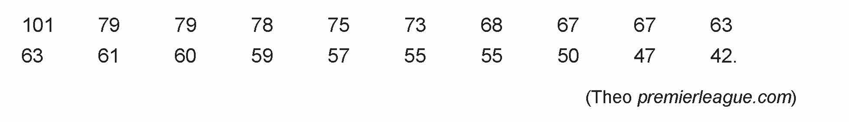 101 79 79 78 75 73 68 67 67 63
63 61 60 59 57 55 55 50 47 42.
(Theo premierleague.com)